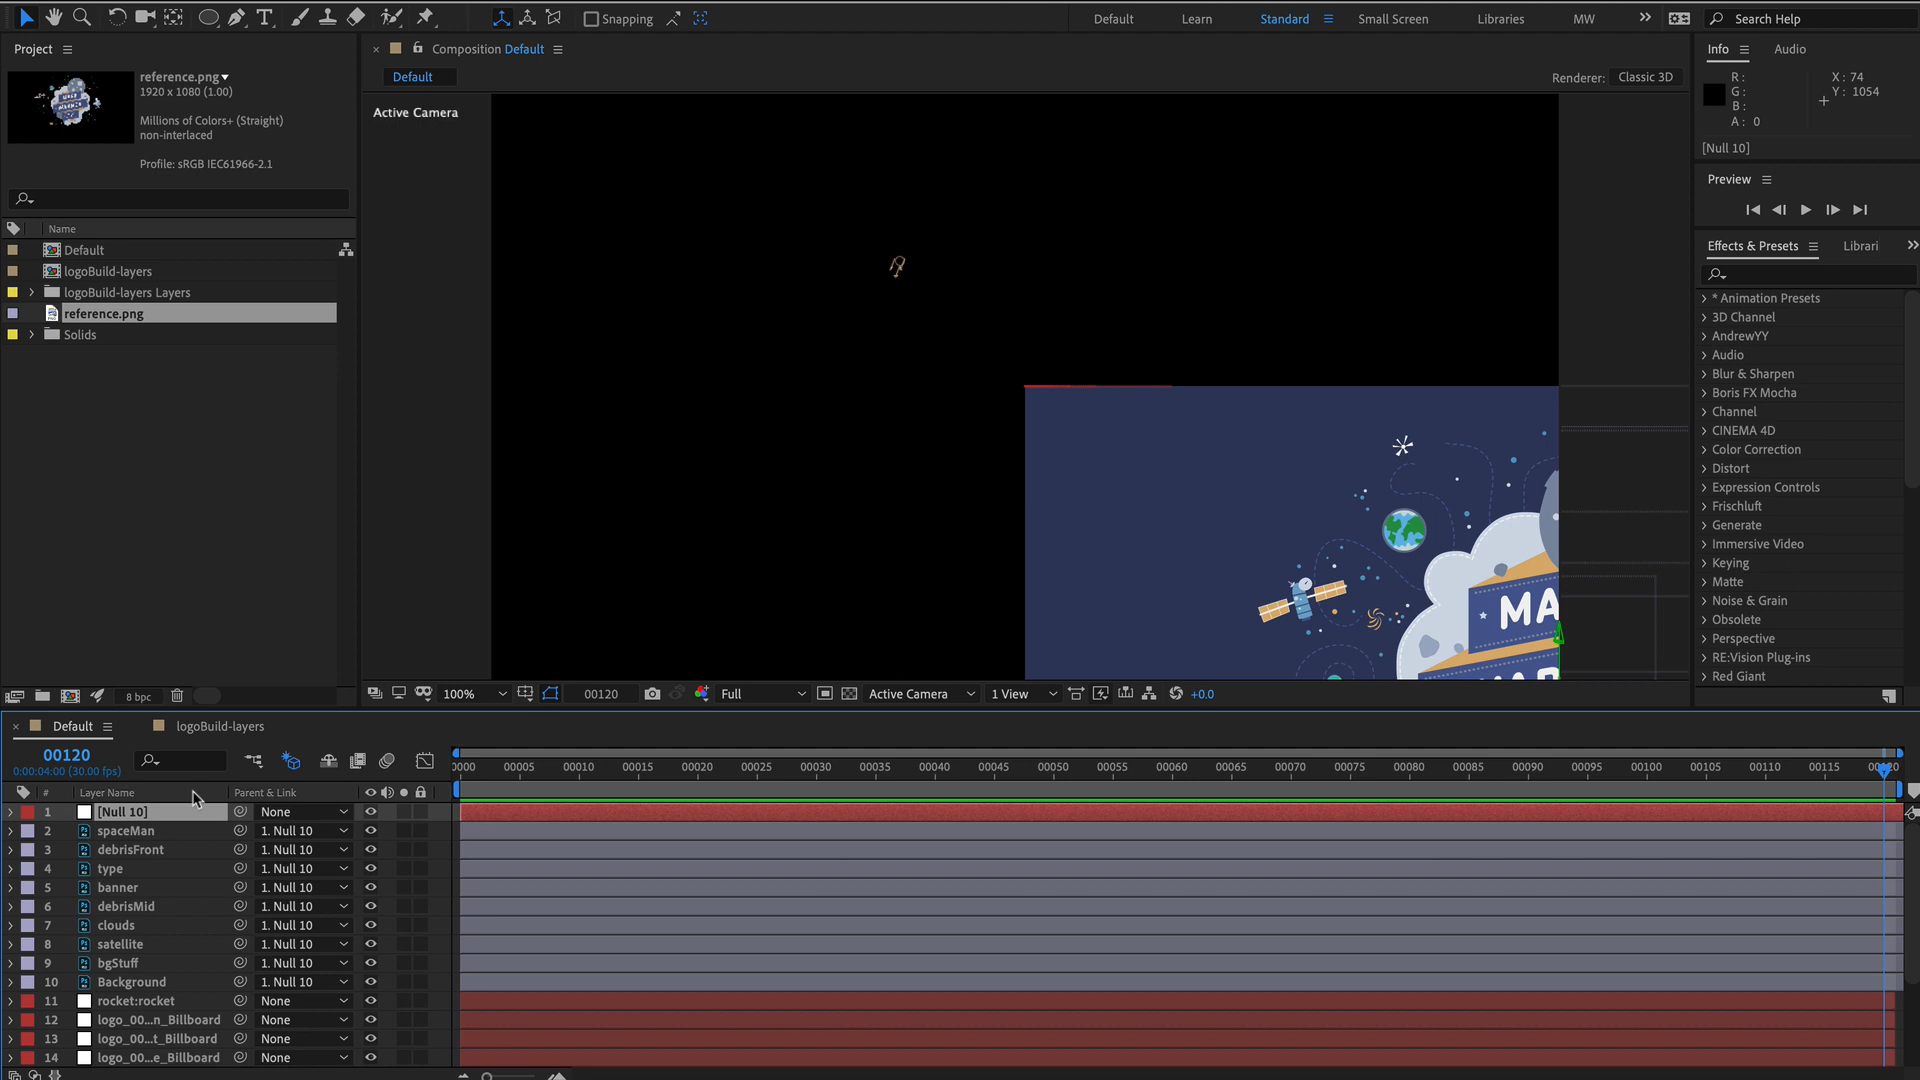 Snapping
Default
Learn
Standard
Small Screen
Libraries
MW
Search Help
Project
reference.png
1920 x 1080 (1.00)
Millions of Colors+ (Straight)
non-interlaced
Profile: sRGB IEC61966-2.1
Name
Default
logoBuild-layers
logoBuild-layers Layers
reference.png
Solids
8 bpc
Composition Default
Default
Renderer: Classic 3D
Active Camera
MA
100%
00120
Full
Active Camera
1 View
+0.0
Info
Audio
R :
G :
B :
A : 0
X : 74
Y : 1054
[Null 10]
Preview
Effects & Presets
Librari
* Animation Presets
3D Channel
AndrewYY
Audio
Blur & Sharpen
Boris FX Mocha
Channel
CINEMA 4D
Color Correction
Distort
Expression Controls
Frischluft
Generate
Immersive Video
Keying
Matte
Noise & Grain
Obsolete
Perspective
RE:Vision Plug-ins
Red Giant
Default
logoBuild-layers
00120
0:00:04:00 (30.00 fps)
0000 00005 00010 00015 00020 00025 00030 00035 00040 00045 00050 00055 00060 00065 00070 00075 00080 00085 00090 00095 00100 00105 00110 00115 00120
# Layer Name Parent & Link
1 [Null 10] None
2 spaceMan 1. Null 10
3 debrisFront 1. Null 10
4 type 1. Null 10
5 banner 1. Null 10
6 debrisMid 1. Null 10
7 clouds 1. Null 10
8 satellite 1. Null 10
9 bgStuff 1. Null 10
10 Background 1. Null 10
11 rocket:rocket None
12 logo_00...n_Billboard None
13 logo_00...t_Billboard None
14 logo_00...e_Billboard None